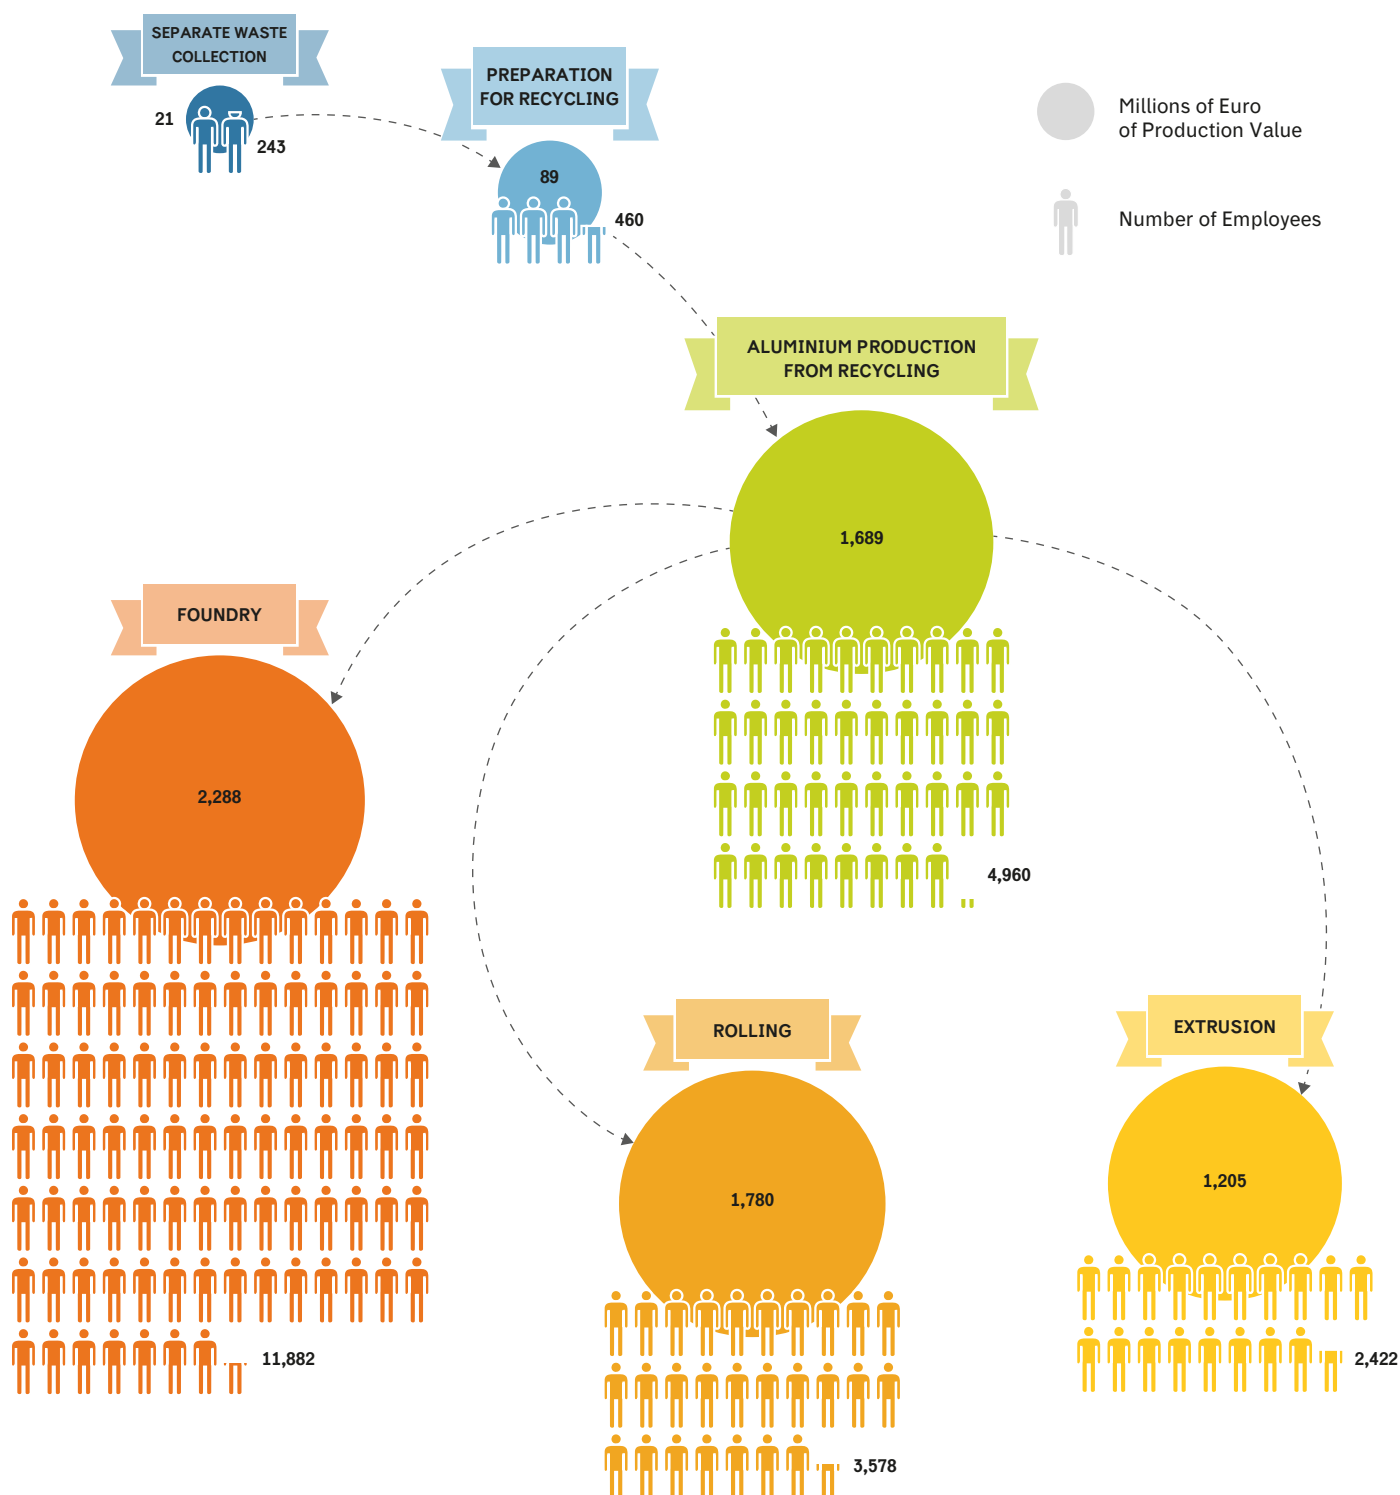 SEPARATE WASTE
COLLECTION
21
243
PREPARATION
FOR RECYCLING
89
460
Millions of Euro
of Production Value
Number of Employees
ALUMINIUM PRODUCTION
FROM RECYCLING
1,689
4,960
FOUNDRY
2,288
11,882
ROLLING
1,780
3,578
EXTRUSION
1,205
2,422